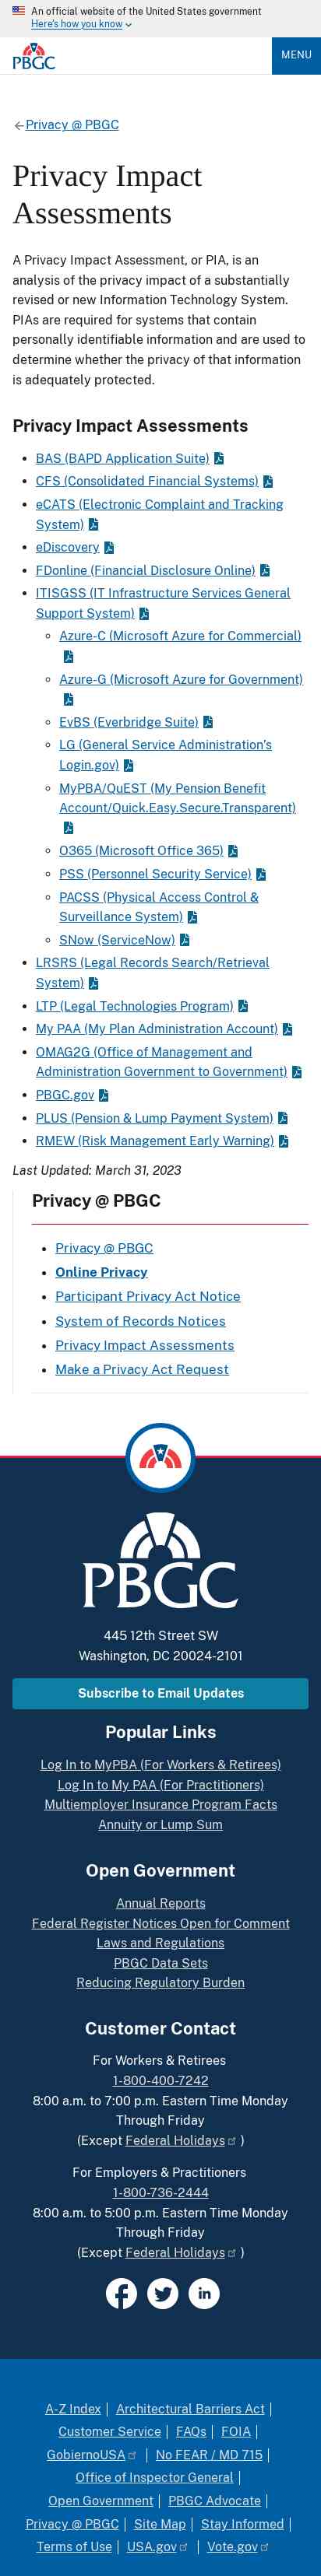 An official website of the United States government
Here's how you know
PBGC
MENU
Privacy @ PBGC
Privacy Impact
Assessments
A Privacy Impact Assessment, or PIA, is an
analysis of the privacy impact of a substantially
revised or new Information Technology System.
PIAs are required for systems that contain
personally identifiable information and are used to
determine whether the privacy of that information
is adequately protected.
Privacy Impact Assessments
BAS (BAPD Application Suite)
CFS (Consolidated Financial Systems)
eCATS (Electronic Complaint and Tracking
System)
eDiscovery
FDonline (Financial Disclosure Online)
ITISGSS (IT Infrastructure Services General
Support System)
Azure-C (Microsoft Azure for Commercial)
Azure-G (Microsoft Azure for Government)
EvBS (Everbridge Suite)
LG (General Service Administration's
Login.gov)
MyPBA/QuEST (My Pension Benefit
Account/Quick.Easy.Secure.Transparent)
O365 (Microsoft Office 365)
PSS (Personnel Security Service)
PACSS (Physical Access Control &
Surveillance System)
SNow (ServiceNow)
LRSRS (Legal Records Search/Retrieval
System)
LTP (Legal Technologies Program)
My PAA (My Plan Administration Account)
OMAG2G (Office of Management and
Administration Government to Government)
PBGC.gov
PLUS (Pension & Lump Payment System)
RMEW (Risk Management Early Warning)
Last Updated: March 31, 2023
Privacy @ PBGC
Privacy @ PBGC
Online Privacy
Participant Privacy Act Notice
System of Records Notices
Privacy Impact Assessments
Make a Privacy Act Request
PBGC
445 12th Street SW
Washington, DC 20024-2101
Subscribe to Email Updates
Popular Links
Log In to MyPBA (For Workers & Retirees)
Log In to My PAA (For Practitioners)
Multiemployer Insurance Program Facts
Annuity or Lump Sum
Open Government
Annual Reports
Federal Register Notices Open for Comment
Laws and Regulations
PBGC Data Sets
Reducing Regulatory Burden
Customer Contact
For Workers & Retirees
1-800-400-7242
8:00 a.m. to 7:00 p.m. Eastern Time Monday
Through Friday
(Except Federal Holidays )
For Employers & Practitioners
1-800-736-2444
8:00 a.m. to 5:00 p.m. Eastern Time Monday
Through Friday
(Except Federal Holidays )
A-Z Index | Architectural Barriers Act |
Customer Service | FAQs | FOIA |
GobiernoUSA | No FEAR / MD 715 |
Office of Inspector General |
Open Government | PBGC Advocate |
Privacy @ PBGC | Site Map | Stay Informed |
Terms of Use | USA.gov | Vote.gov